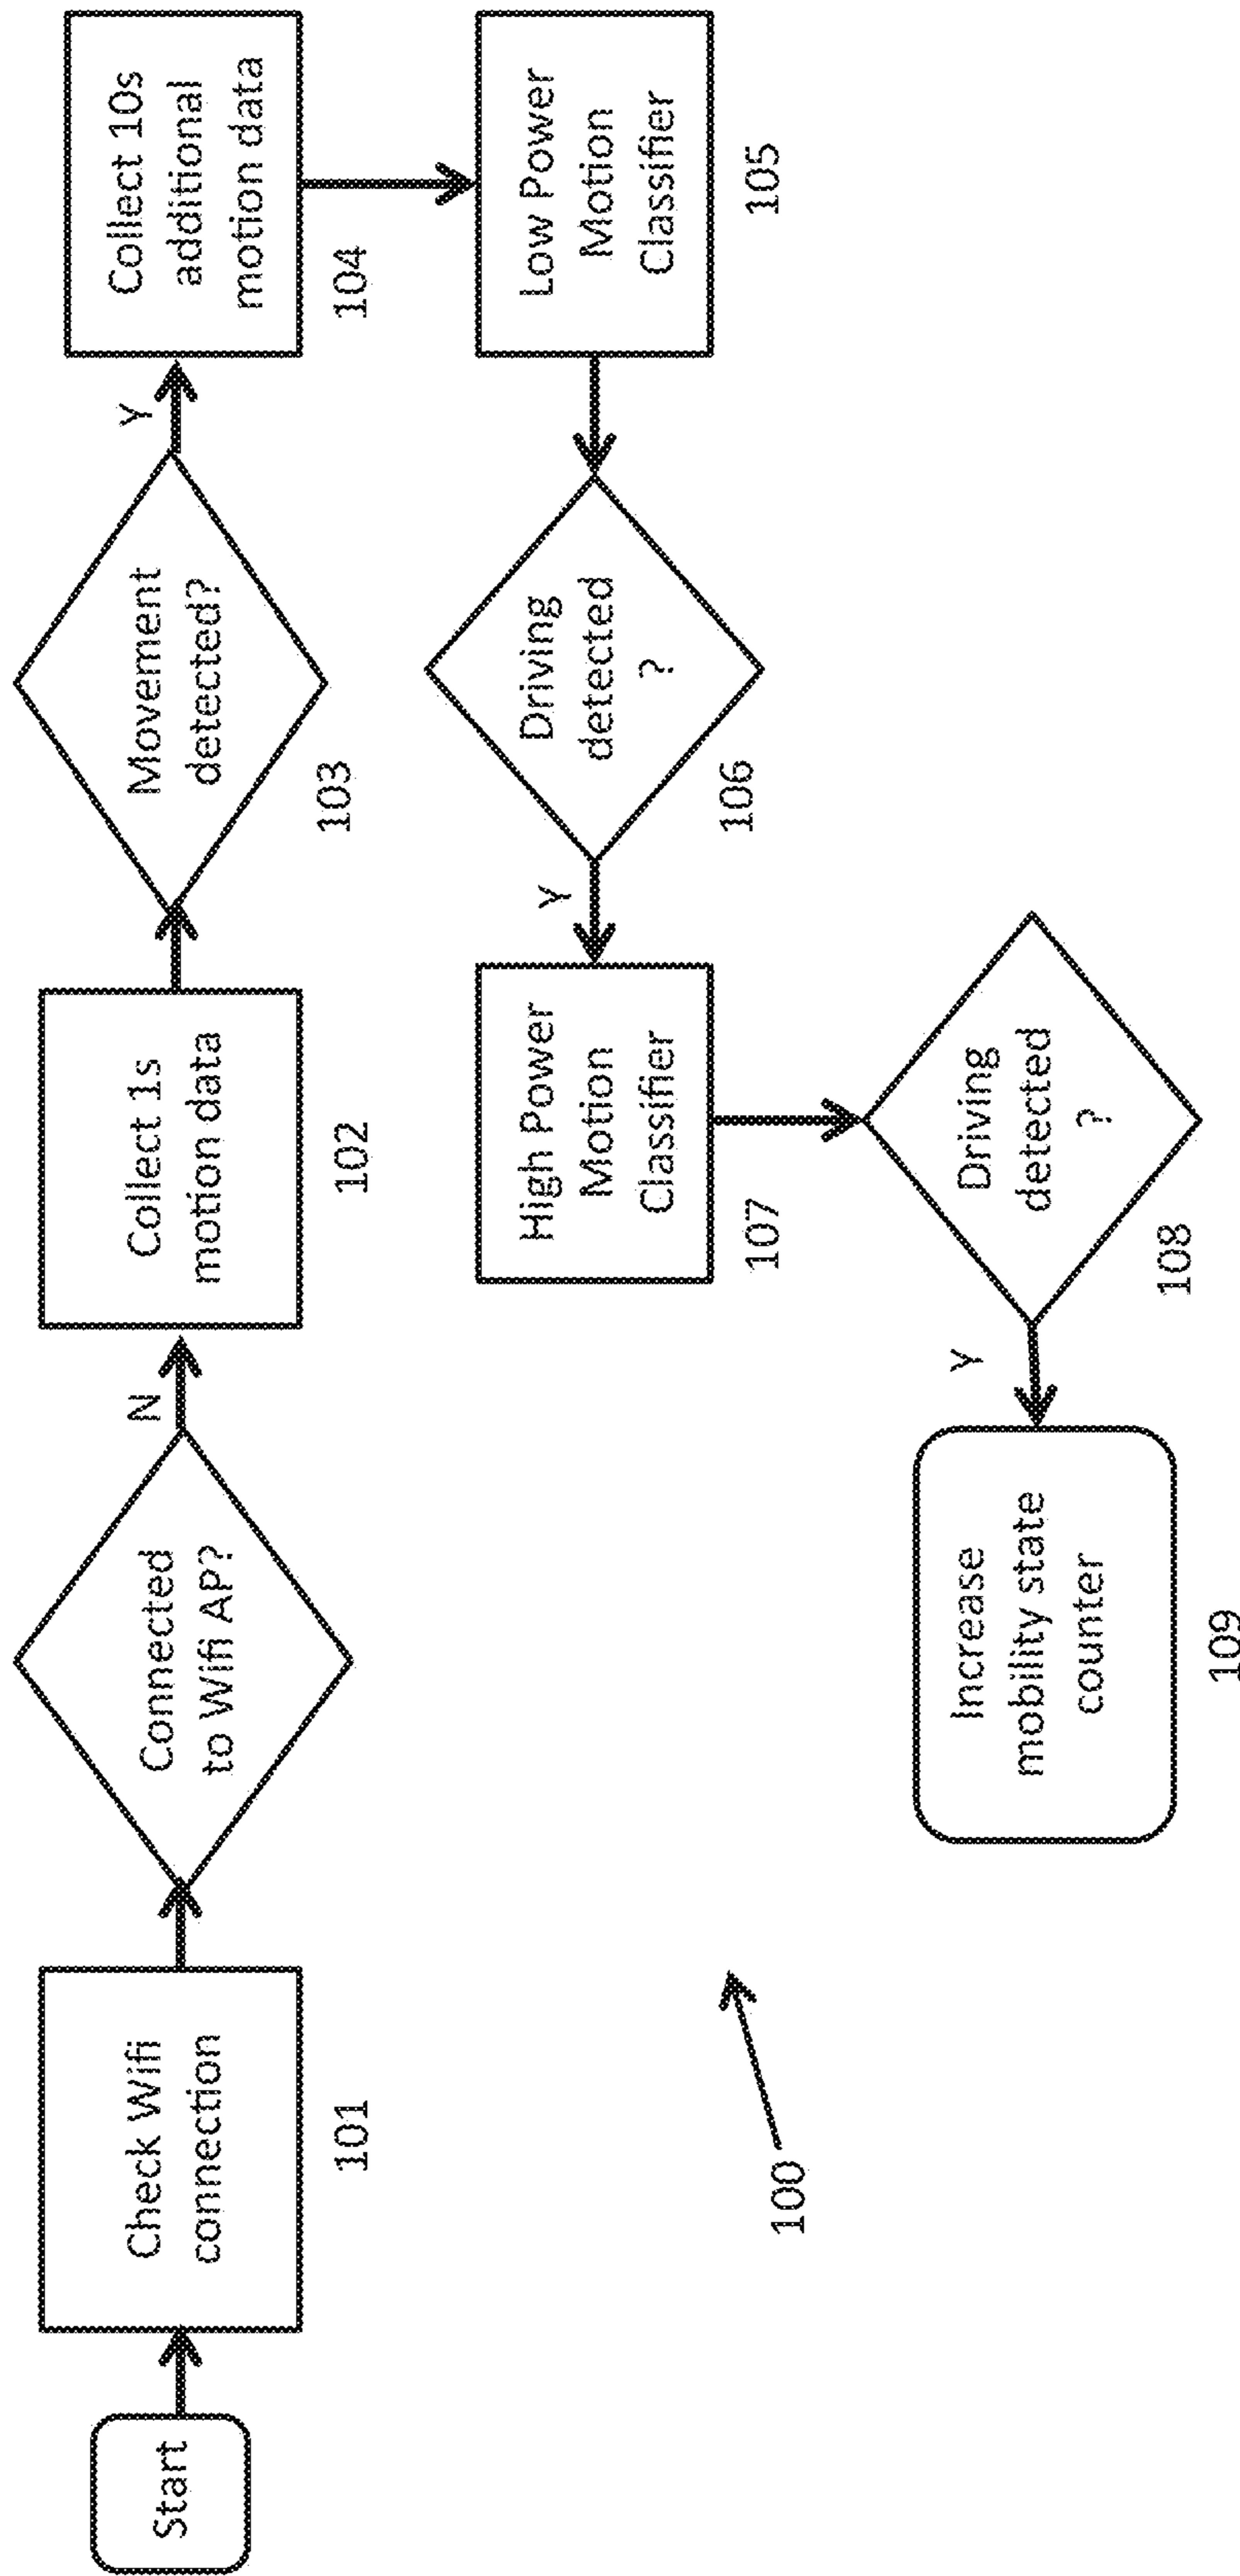 Start
Check Wifi
connection
101
Connected
to Wifi AP?
N
Collect 1s
motion data
102
Movement
detected?
103
Y
Collect 10s
additional
motion data
104
Low Power
Motion
Classifier
105
Driving
detected
?
106
Y
High Power
Motion
Classifier
107
Driving
detected
?
108
Y
Increase
mobility state
counter
109
100